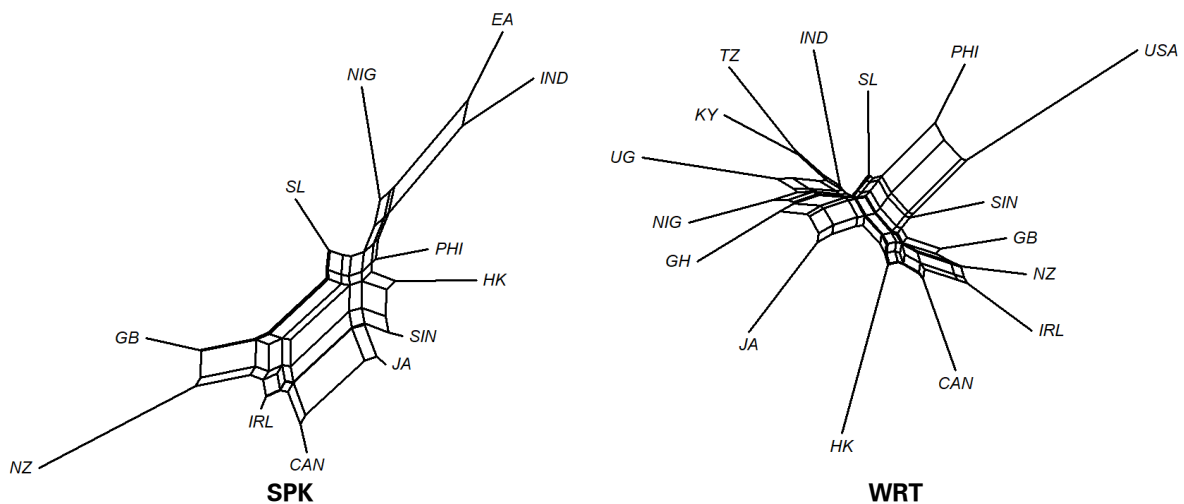 EA
NIG
IND
SL
PHI
HK
GB
SIN
JA
IRL
CAN
NZ
SPK
IND
TZ
PHI
USA
SL
KY
UG
SIN
NIG
GB
GH
NZ
JA
IRL
CAN
HK
WRT